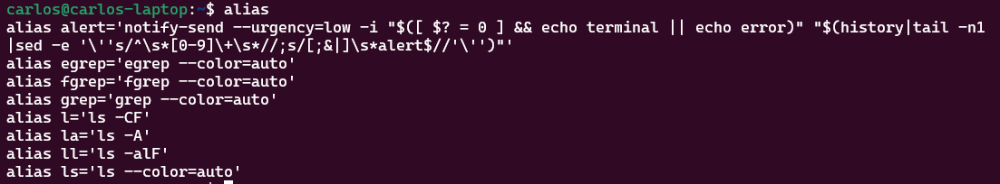 carlos@carlos-laptop:~$ alias
alias alert='notify-send --urgency=low -i "$([ $? = 0 ] && echo terminal || echo error)" "$(history|tail -n1
|sed -e '\''s/^\s*[0-9]\+\s*//;s/[;&|]\s*alert$//'\'')"'
alias egrep='egrep --color=auto'
alias fgrep='fgrep --color=auto'
alias grep='grep --color=auto'
alias l='ls -CF'
alias la='ls -A'
alias ll='ls -alF'
alias ls='ls --color=auto'